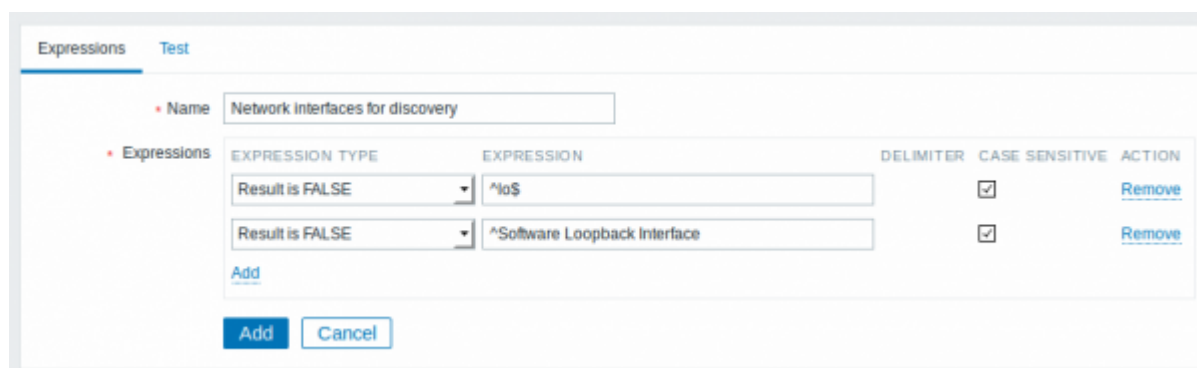 Expressions Test
* Name Network interfaces for discovery
* Expressions EXPRESSION TYPE EXPRESSION DELIMITER CASE SENSITIVE ACTION
Result is FALSE ^lo$ Remove
Result is FALSE ^Software Loopback Interface Remove
Add
Add Cancel